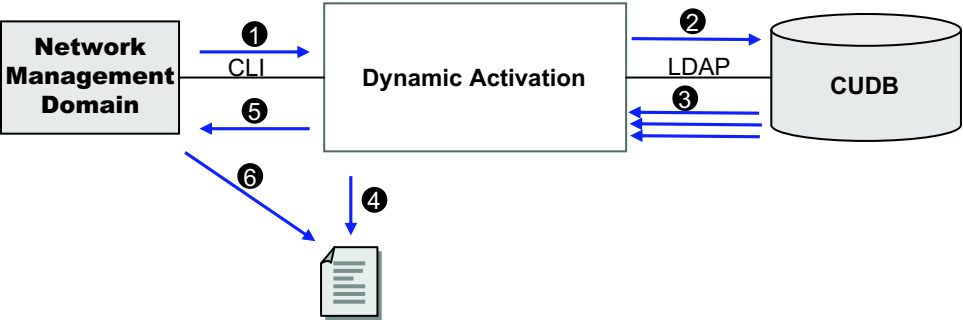 Network
Management
Domain
1
CLI
5
6
Dynamic Activation
4
2
LDAP
3
CUDB